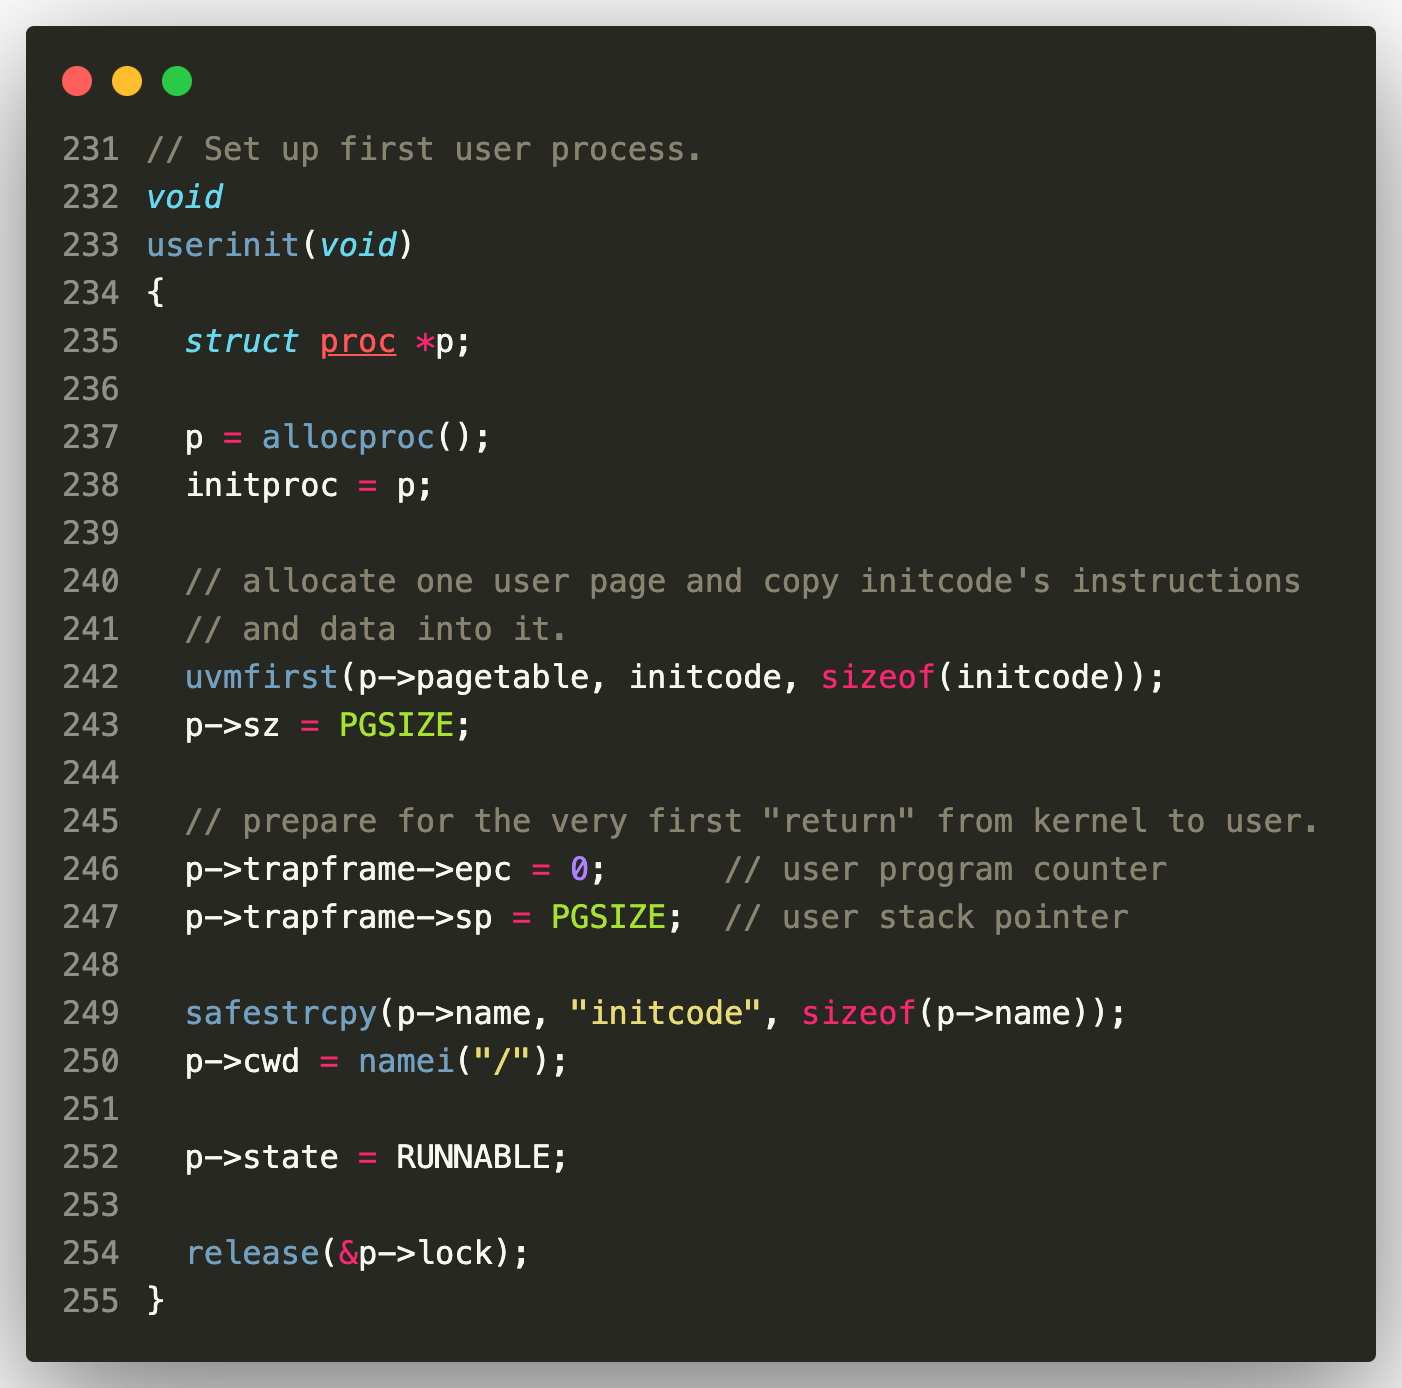 231 // Set up first user process.
232 void
233 userinit(void)
234 {
235   struct proc *p;
236
237   p = allocproc();
238   initproc = p;
239
240   // allocate one user page and copy initcode's instructions
241   // and data into it.
242   uvmfirst(p->pagetable, initcode, sizeof(initcode));
243   p->sz = PGSIZE;
244
245   // prepare for the very first "return" from kernel to user.
246   p->trapframe->epc = 0;      // user program counter
247   p->trapframe->sp = PGSIZE;  // user stack pointer
248
249   safestrcpy(p->name, "initcode", sizeof(p->name));
250   p->cwd = namei("/");
251
252   p->state = RUNNABLE;
253
254   release(&p->lock);
255 }